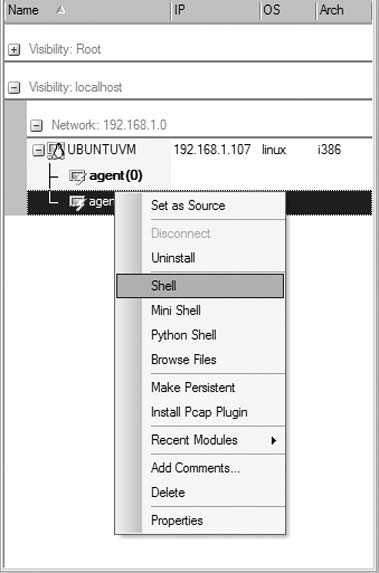 Name IP OS Arch
Visibility: Root
Visibility: localhost
Network: 192.168.1.0
UBUNTUVM 192.168.1.107 linux i386
agent(0)
agen
Set as Source
Disconnect
Uninstall
Shell
Mini Shell
Python Shell
Browse Files
Make Persistent
Install Pcap Plugin
Recent Modules
Add Comments...
Delete
Properties